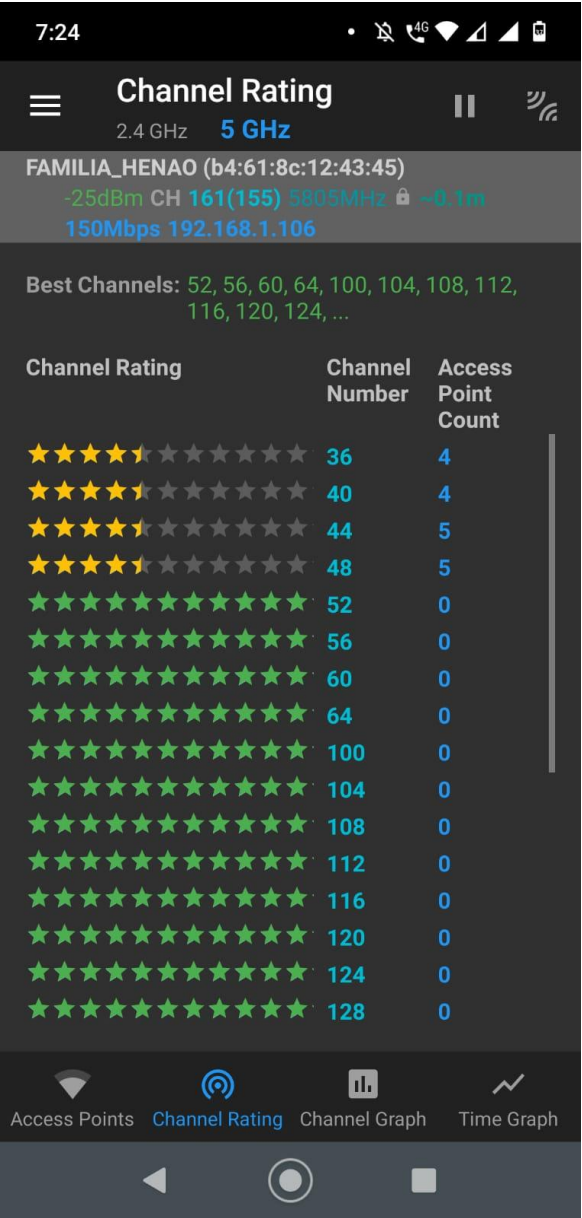 7:24
4G
Channel Rating
2.4 GHz 5 GHz
FAMILIA_HENAO (b4:61:8c:12:43:45)
-25dBm CH 161(155) 5805MHz ~0.1m
150Mbps 192.168.1.106
Best Channels: 52, 56, 60, 64, 100, 104, 108, 112,
116, 120, 124, ...
Channel Rating Channel Number Access Point Count
36 4
40 4
44 5
48 5
52 0
56 0
60 0
64 0
100 0
104 0
108 0
112 0
116 0
120 0
124 0
128 0
Access Points Channel Rating Channel Graph Time Graph